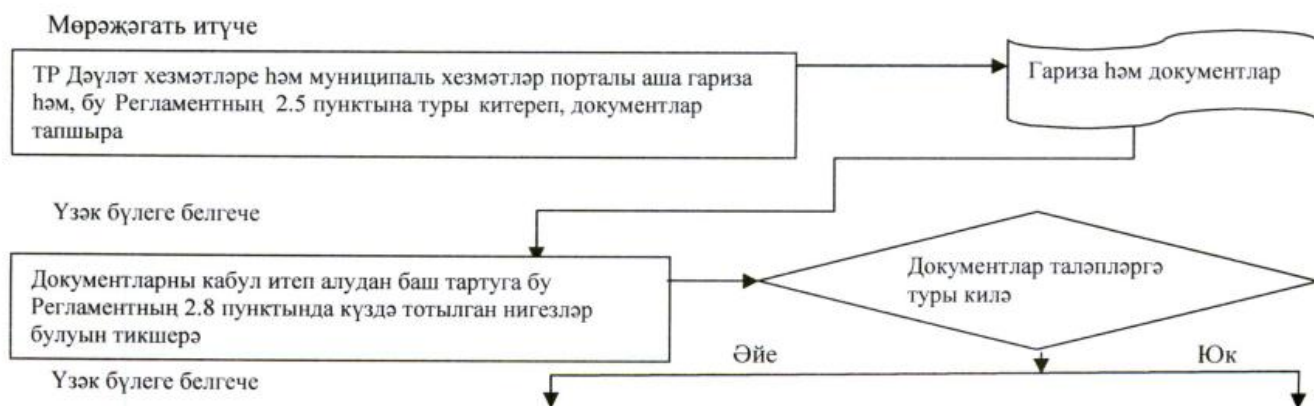 Мөрәҗәгать итүче
ТР Дәүләт хезмәтләре һәм муниципаль хезмәтләр порталы аша гариза
һәм, бу Регламентның 2.5 пунктына туры китереп, документлар
тапшыра
Гариза һәм документлар
Үзәк бүлеге белгече
Документларны кабул итеп алудан баш тартуга бу
Регламентның 2.8 пунктында күздә тотылган нигезләр
булуын тикшерә
Документлар таләпләргә
туры килә
Әйе
Юк
Үзәк бүлеге белгече